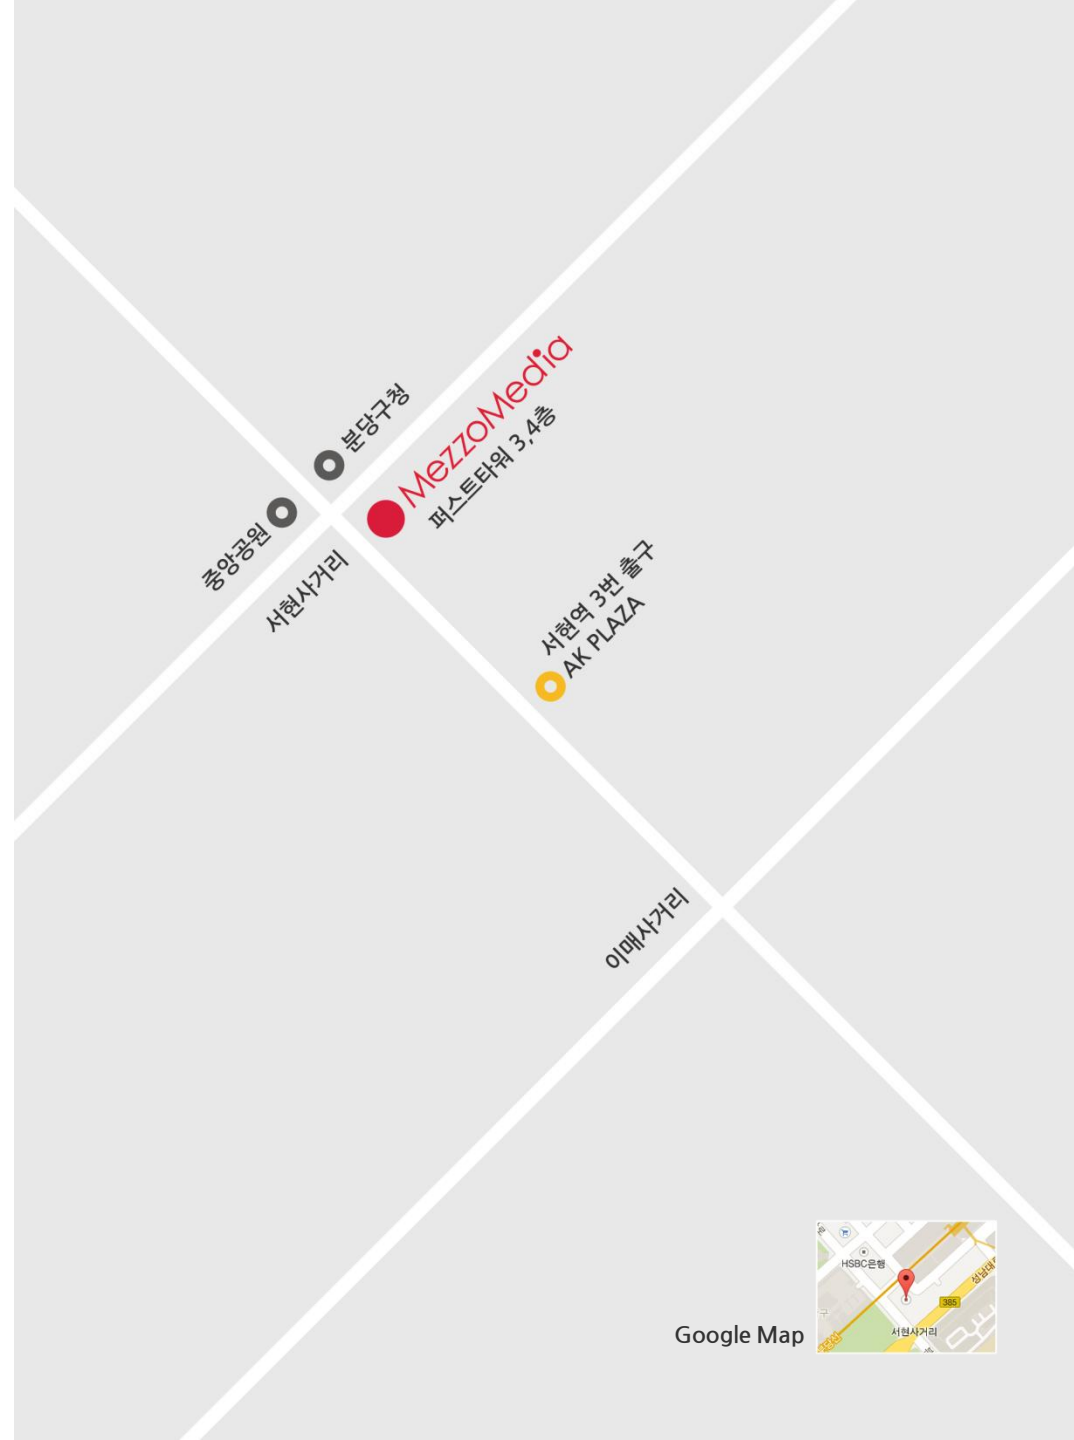 MezzoMedia
퍼스트타워 3,4층
분당구청
중앙공원
서현사거리
서현역 3번 출구
AK PLAZA
이매사거리
Google Map
HSBC은행
385
서현사거리